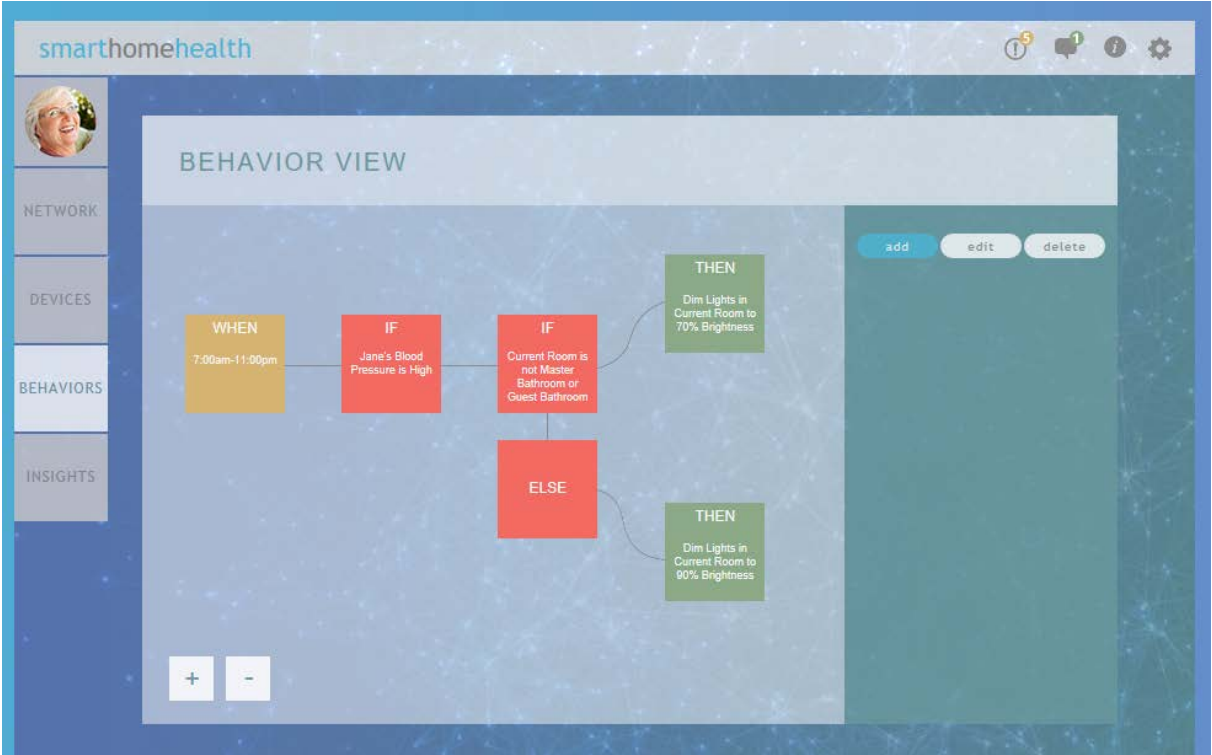 smarthomehealth
5
1
i
BEHAVIOR VIEW
NETWORK
DEVICES
BEHAVIORS
INSIGHTS
add
edit
delete
WHEN
7:00am-11:00pm
IF
Jane's Blood
Pressure is High
IF
Current Room is
not Master
Bathroom or
Guest Bathroom
THEN
Dim Lights in
Current Room to
70% Brightness
ELSE
THEN
Dim Lights in
Current Room to
90% Brightness
+
-